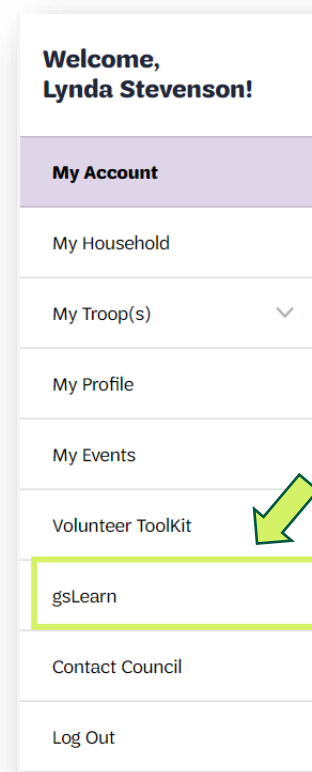 Welcome,
Lynda Stevenson!
My Account
My Household
My Troop(s)
My Profile
My Events
Volunteer ToolKit
gsLearn
Contact Council
Log Out